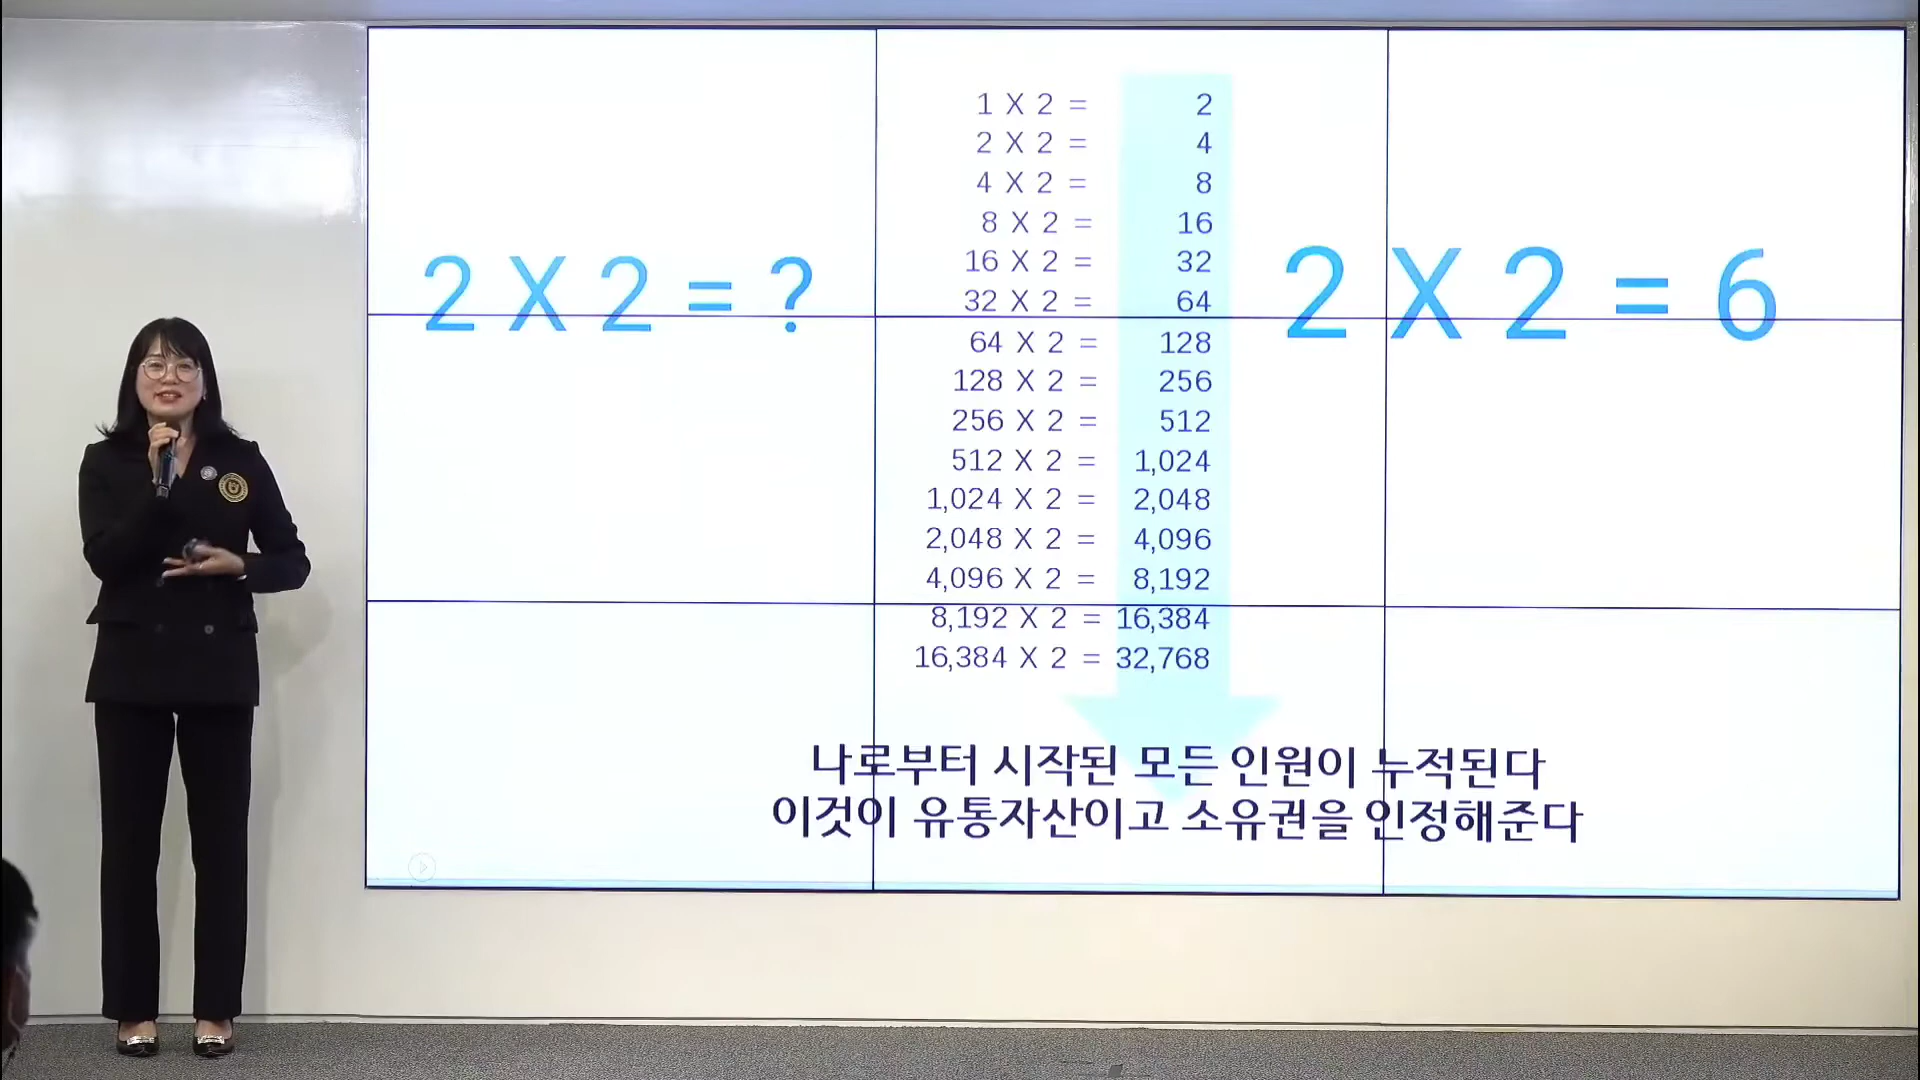 2 X 2 = ?
1 X 2 = 2
2 X 2 = 4
4 X 2 = 8
8 X 2 = 16
16 X 2 = 32
32 X 2 = 64
64 X 2 = 128
128 X 2 = 256
256 X 2 = 512
512 X 2 = 1,024
1,024 X 2 = 2,048
2,048 X 2 = 4,096
4,096 X 2 = 8,192
8,192 X 2 = 16,384
16,384 X 2 = 32,768
2 X 2 = 6
나로부터 시작된 모든 인원이 누적된다
이것이 유통자산이고 소유권을 인정해준다